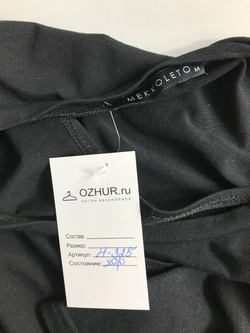 MEKKOLETO M
OZHUR.ru
Состав:
Размер:
Артикул: H-325
Состояние: хор